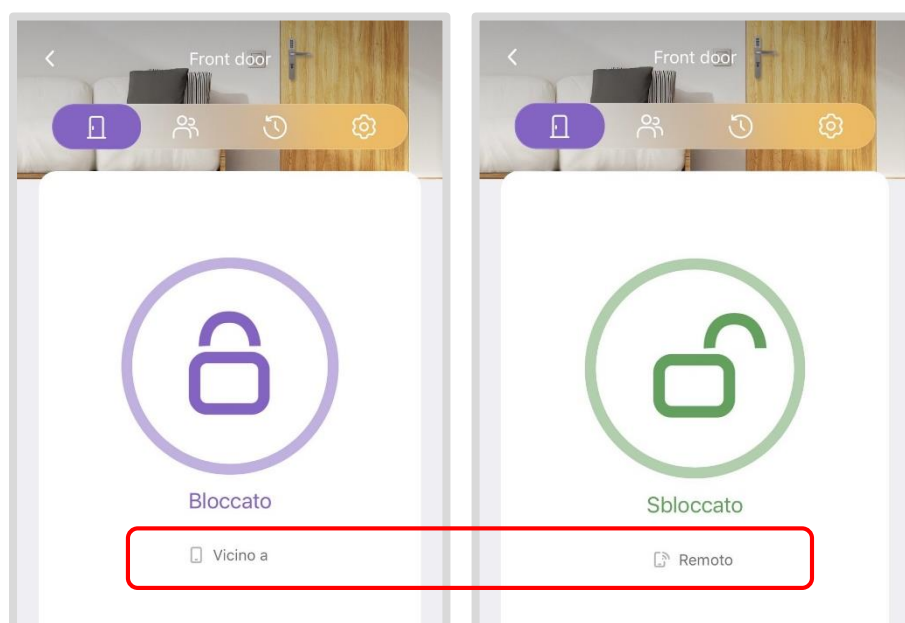 Front door
Bloccato
Vicino a
Front door
Sbloccato
Remoto